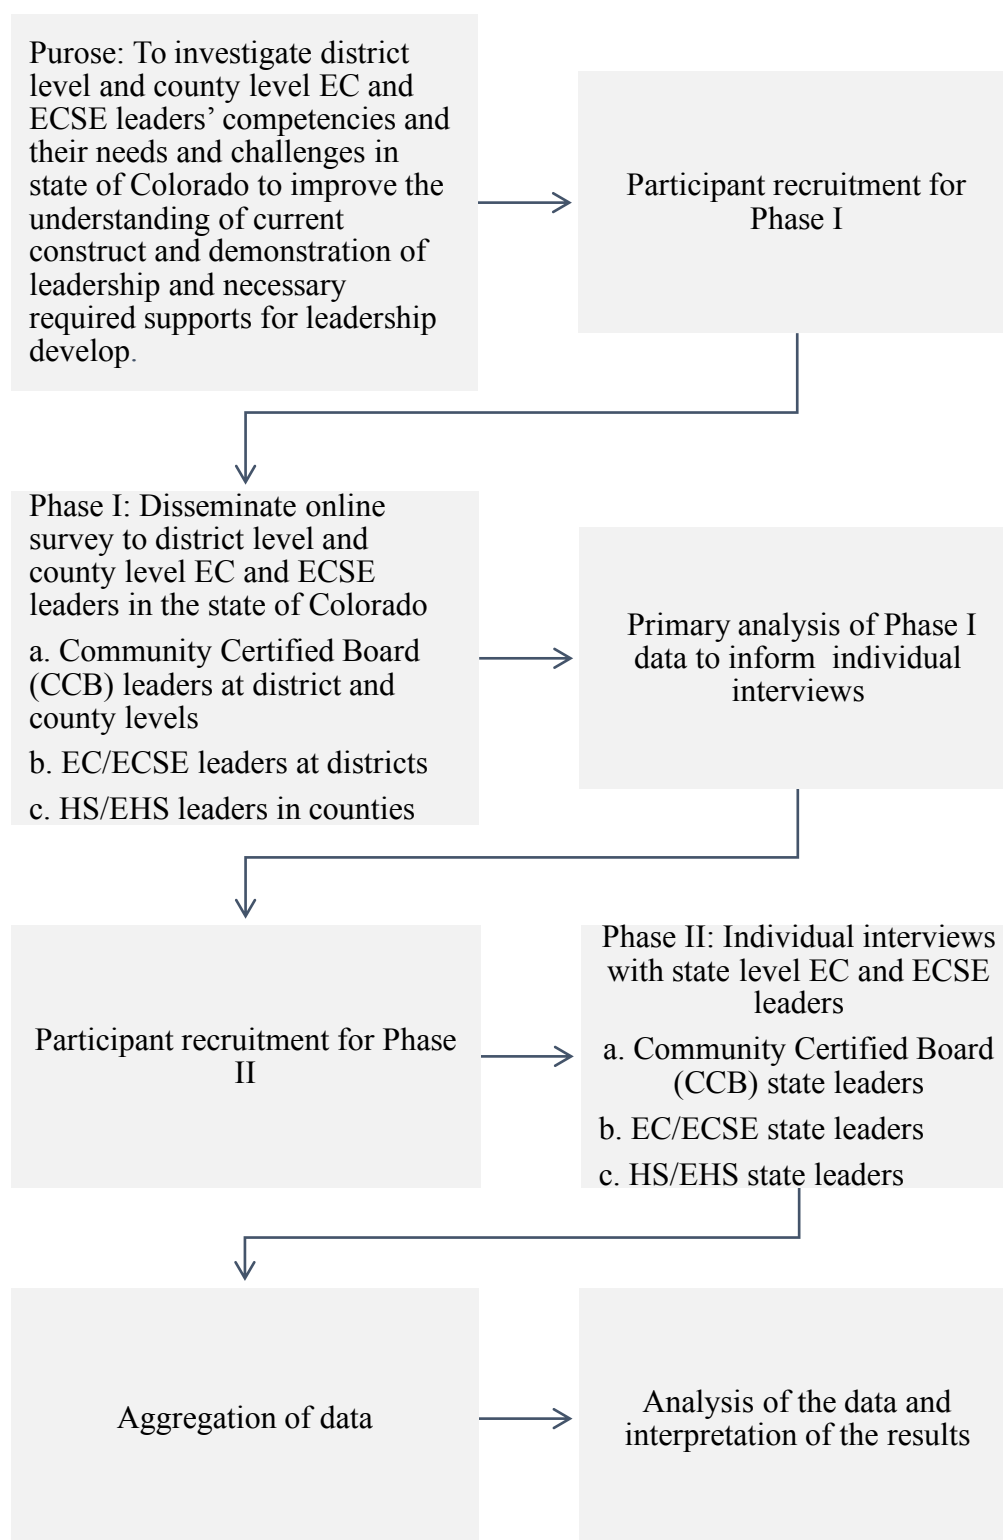 Purose: To investigate district
level and county level EC and
ECSE leaders’ competencies and
their needs and challenges in
state of Colorado to improve the
understanding of current
construct and demonstration of
leadership and necessary
required supports for leadership
develop.
Participant recruitment for
Phase I
Phase I: Disseminate online
survey to district level and
county level EC and ECSE
leaders in the state of Colorado
a. Community Certified Board
(CCB) leaders at district and
county levels
b. EC/ECSE leaders at districts
c. HS/EHS leaders in counties
Primary analysis of Phase I
data to inform  individual
interviews
Participant recruitment for Phase
II
Phase II: Individual interviews
with state level EC and ECSE
leaders
a. Community Certified Board
(CCB) state leaders
b. EC/ECSE state leaders
c. HS/EHS state leaders
Aggregation of data
Analysis of the data and
interpretation of the results